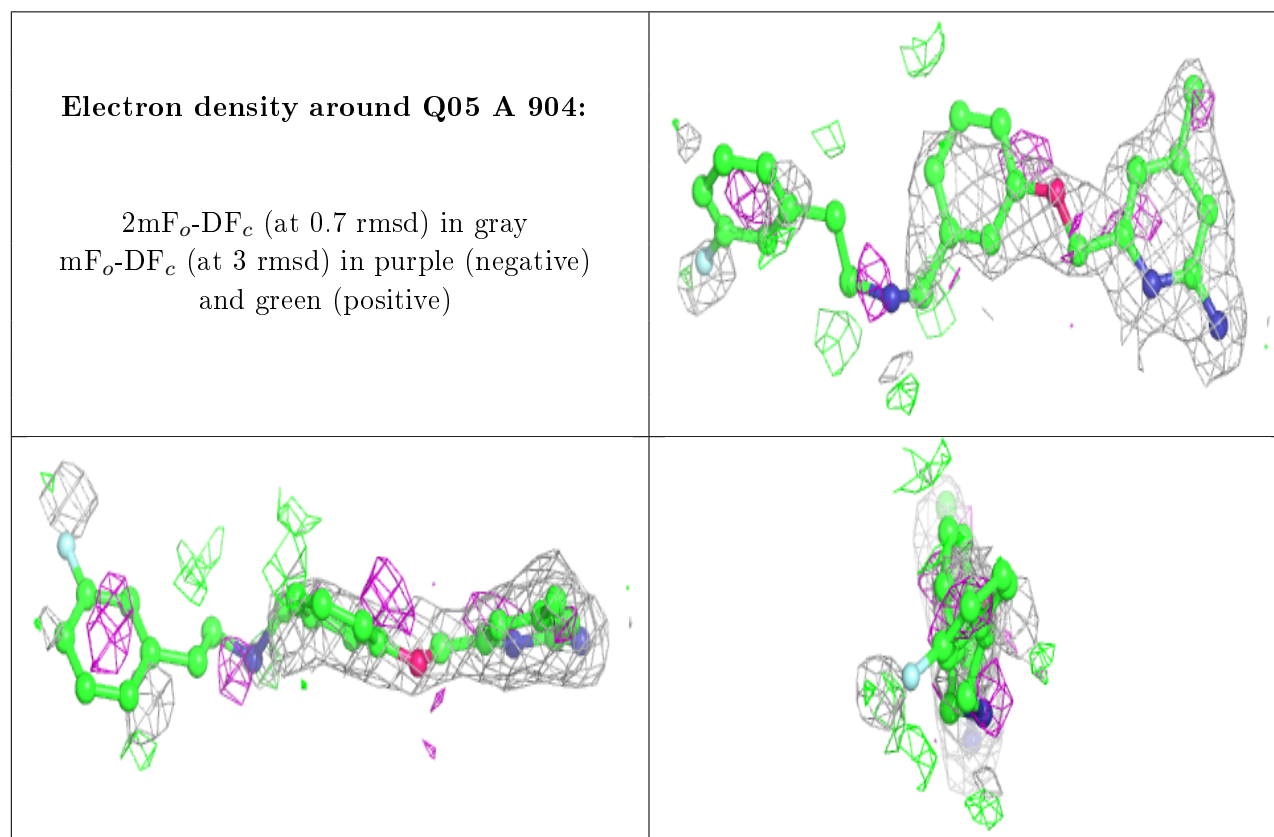 Electron density around Q05 A 904:
2mFo-DFc (at 0.7 rmsd) in gray
mFo-DFc (at 3 rmsd) in purple (negative)
and green (positive)